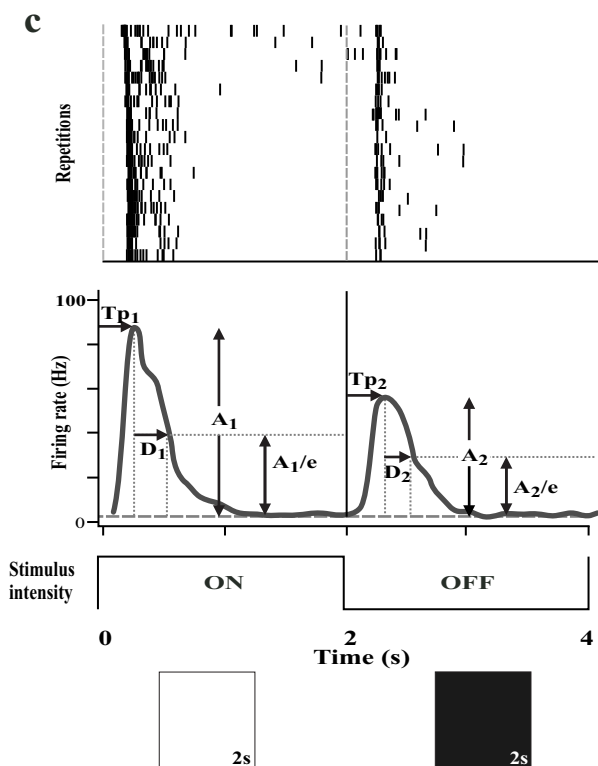 c
Repetitions
100
0
Firing rate (Hz)
Tp1
A1
D1
A1/e
Tp2
A2
D2
A2/e
Stimulus
intensity
ON
OFF
0
2
4
Time (s)
2s
2s